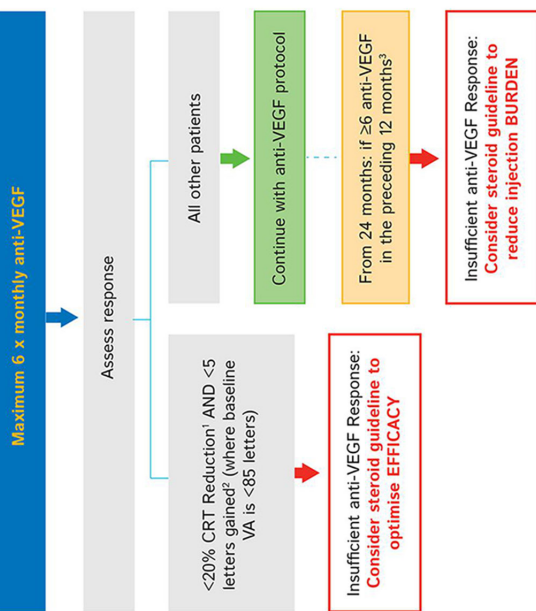 Maximum 6 x monthly anti-VEGF
Assess response
<20% CRT Reduction¹ AND <5
letters gained² (where baseline
VA is <85 letters)
Insufficient anti-VEGF Response:
Consider steroid guideline to
optimise EFFICACY
All other patients
Continue with anti-VEGF protocol
From 24 months: if ≥6 anti-VEGF
in the preceding 12 months³
Insufficient anti-VEGF Response:
Consider steroid guideline to
reduce injection BURDEN